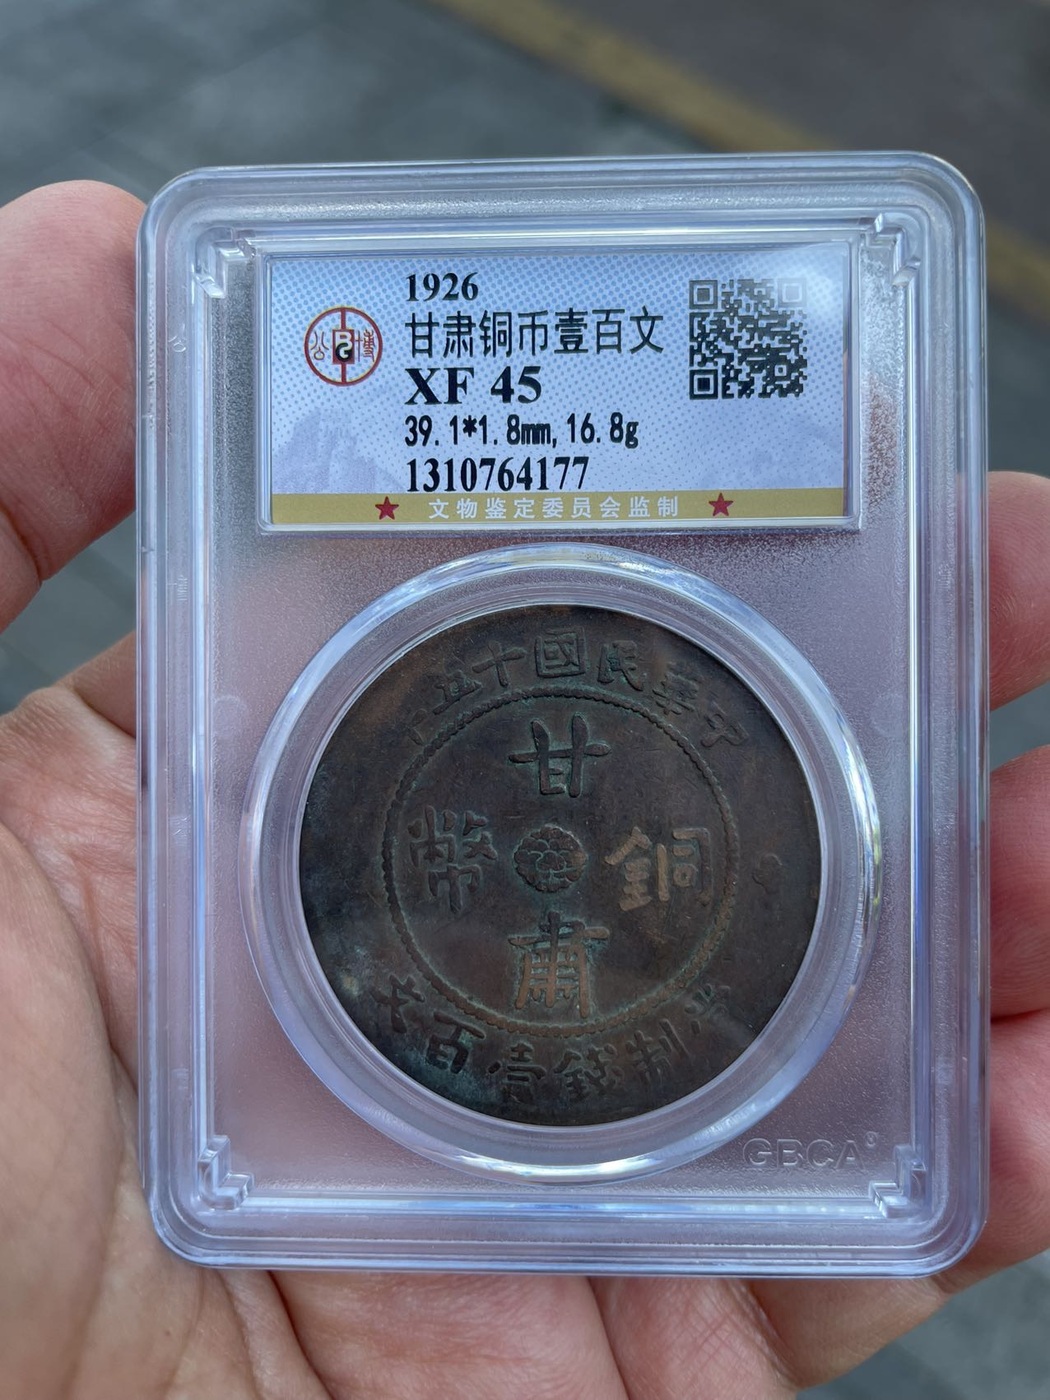 1926
甘肃铜币壹百文
XF 45
39.1*1.8mm,16.8g
1310764177
公博
文物鉴定委员会监制
中華民國十五年
甘肅
銅幣
當制錢壹百文
GBCA